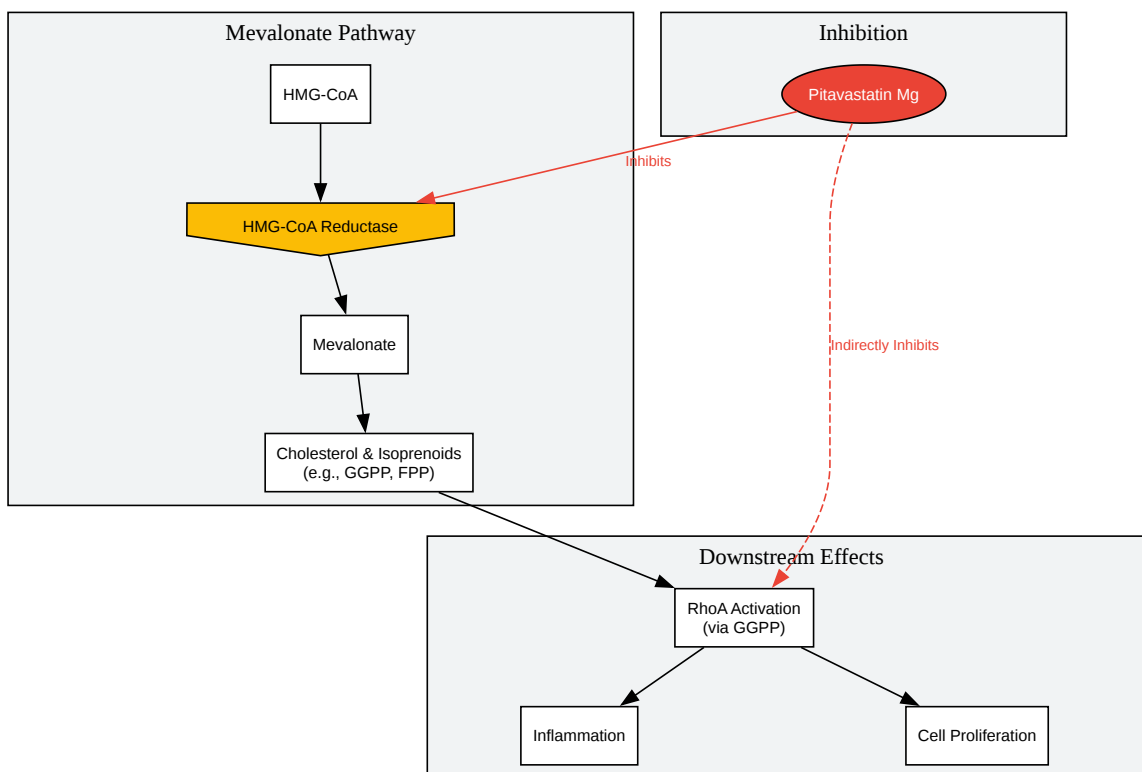 Mevalonate Pathway
Inhibition
HMG-CoA
Pitavastatin Mg
Inhibits
HMG-CoA Reductase
Mevalonate
Indirectly Inhibits
Cholesterol & Isoprenoids
(e.g., GGPP, FPP)
Downstream Effects
RhoA Activation
(via GGPP)
Inflammation
Cell Proliferation